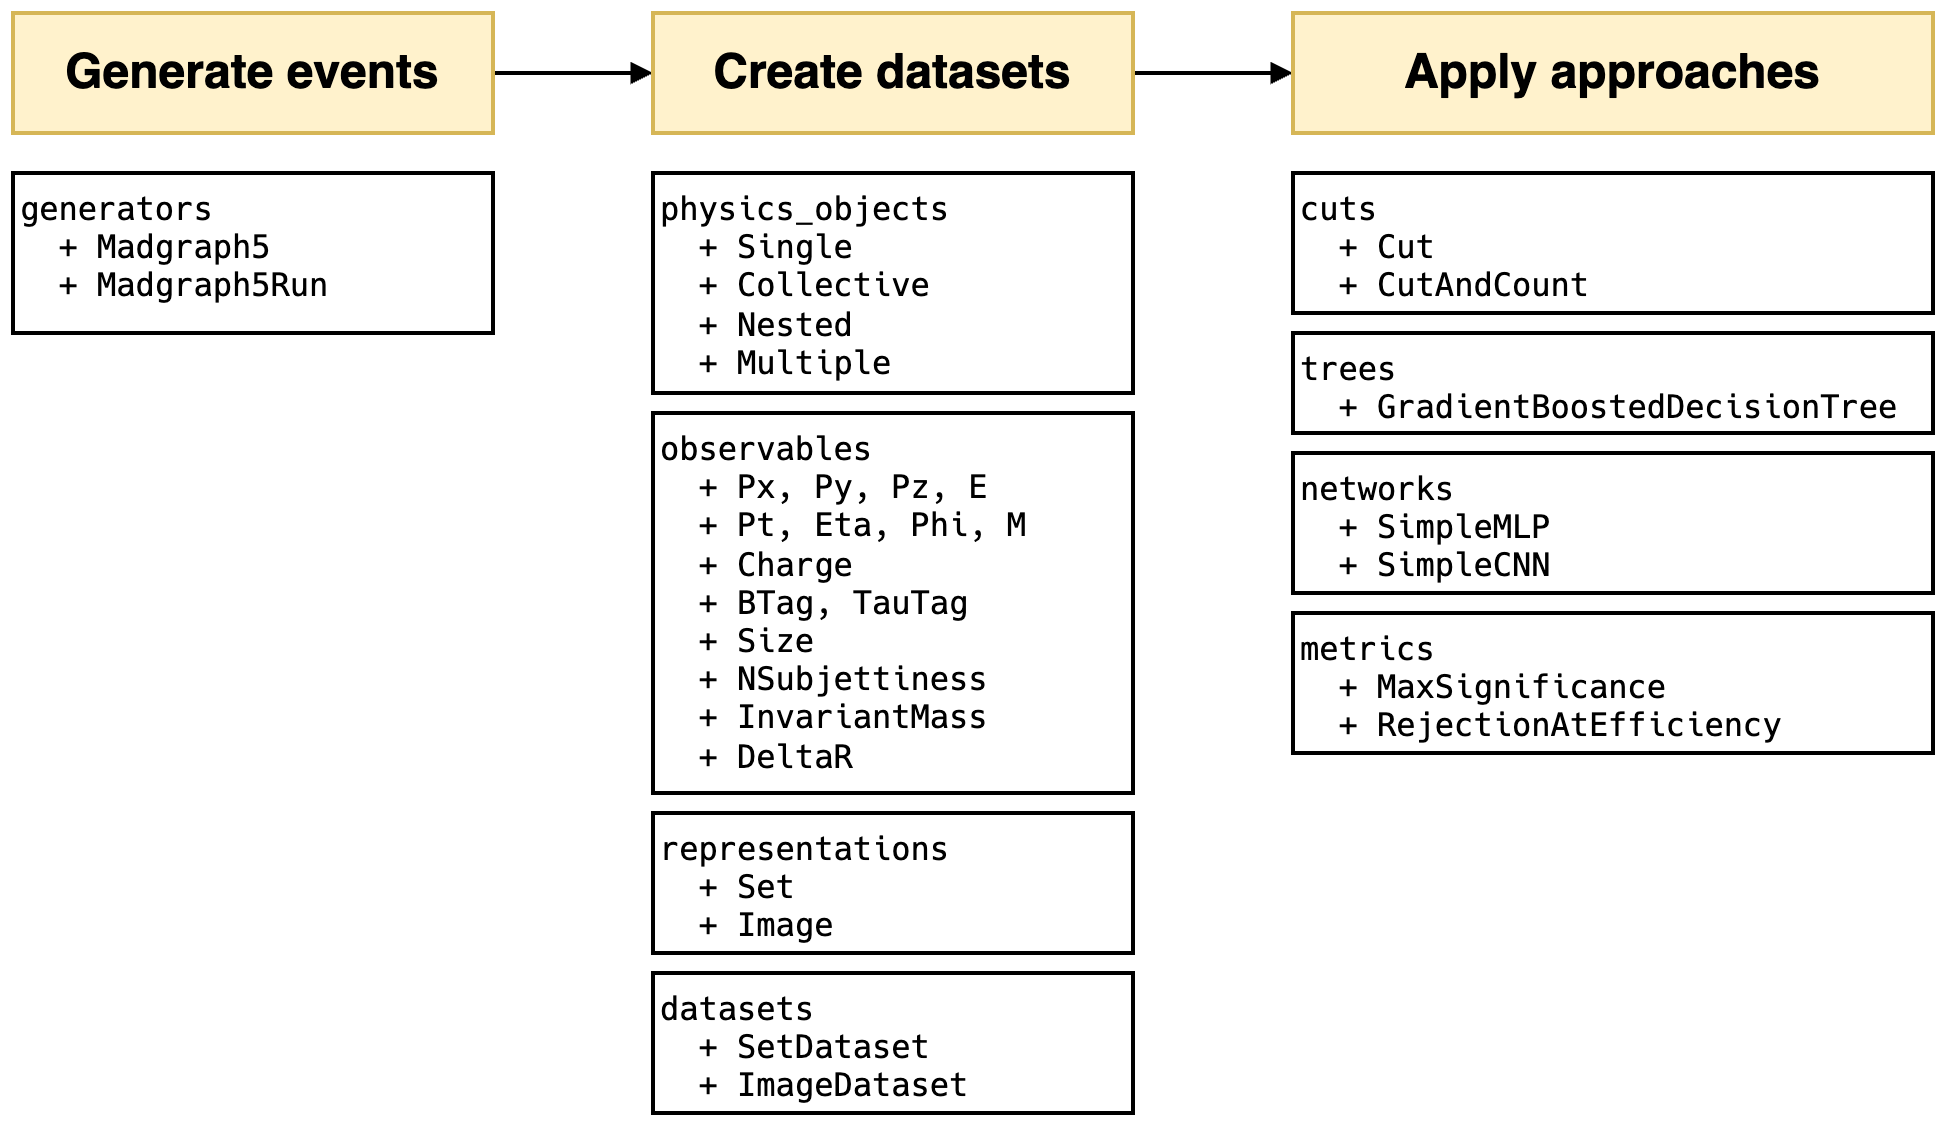 Generate events
Create datasets
Apply approaches
generators
+ Madgraph5
+ Madgraph5Run
physics_objects
+ Single
+ Collective
+ Nested
+ Multiple
observables
+ Px, Py, Pz, E
+ Pt, Eta, Phi, M
+ Charge
+ BTag, TauTag
+ Size
+ NSubjettiness
+ InvariantMass
+ DeltaR
representations
+ Set
+ Image
datasets
+ SetDataset
+ ImageDataset
cuts
+ Cut
+ CutAndCount
trees
+ GradientBoostedDecisionTree
networks
+ SimpleMLP
+ SimpleCNN
metrics
+ MaxSignificance
+ RejectionAtEfficiency